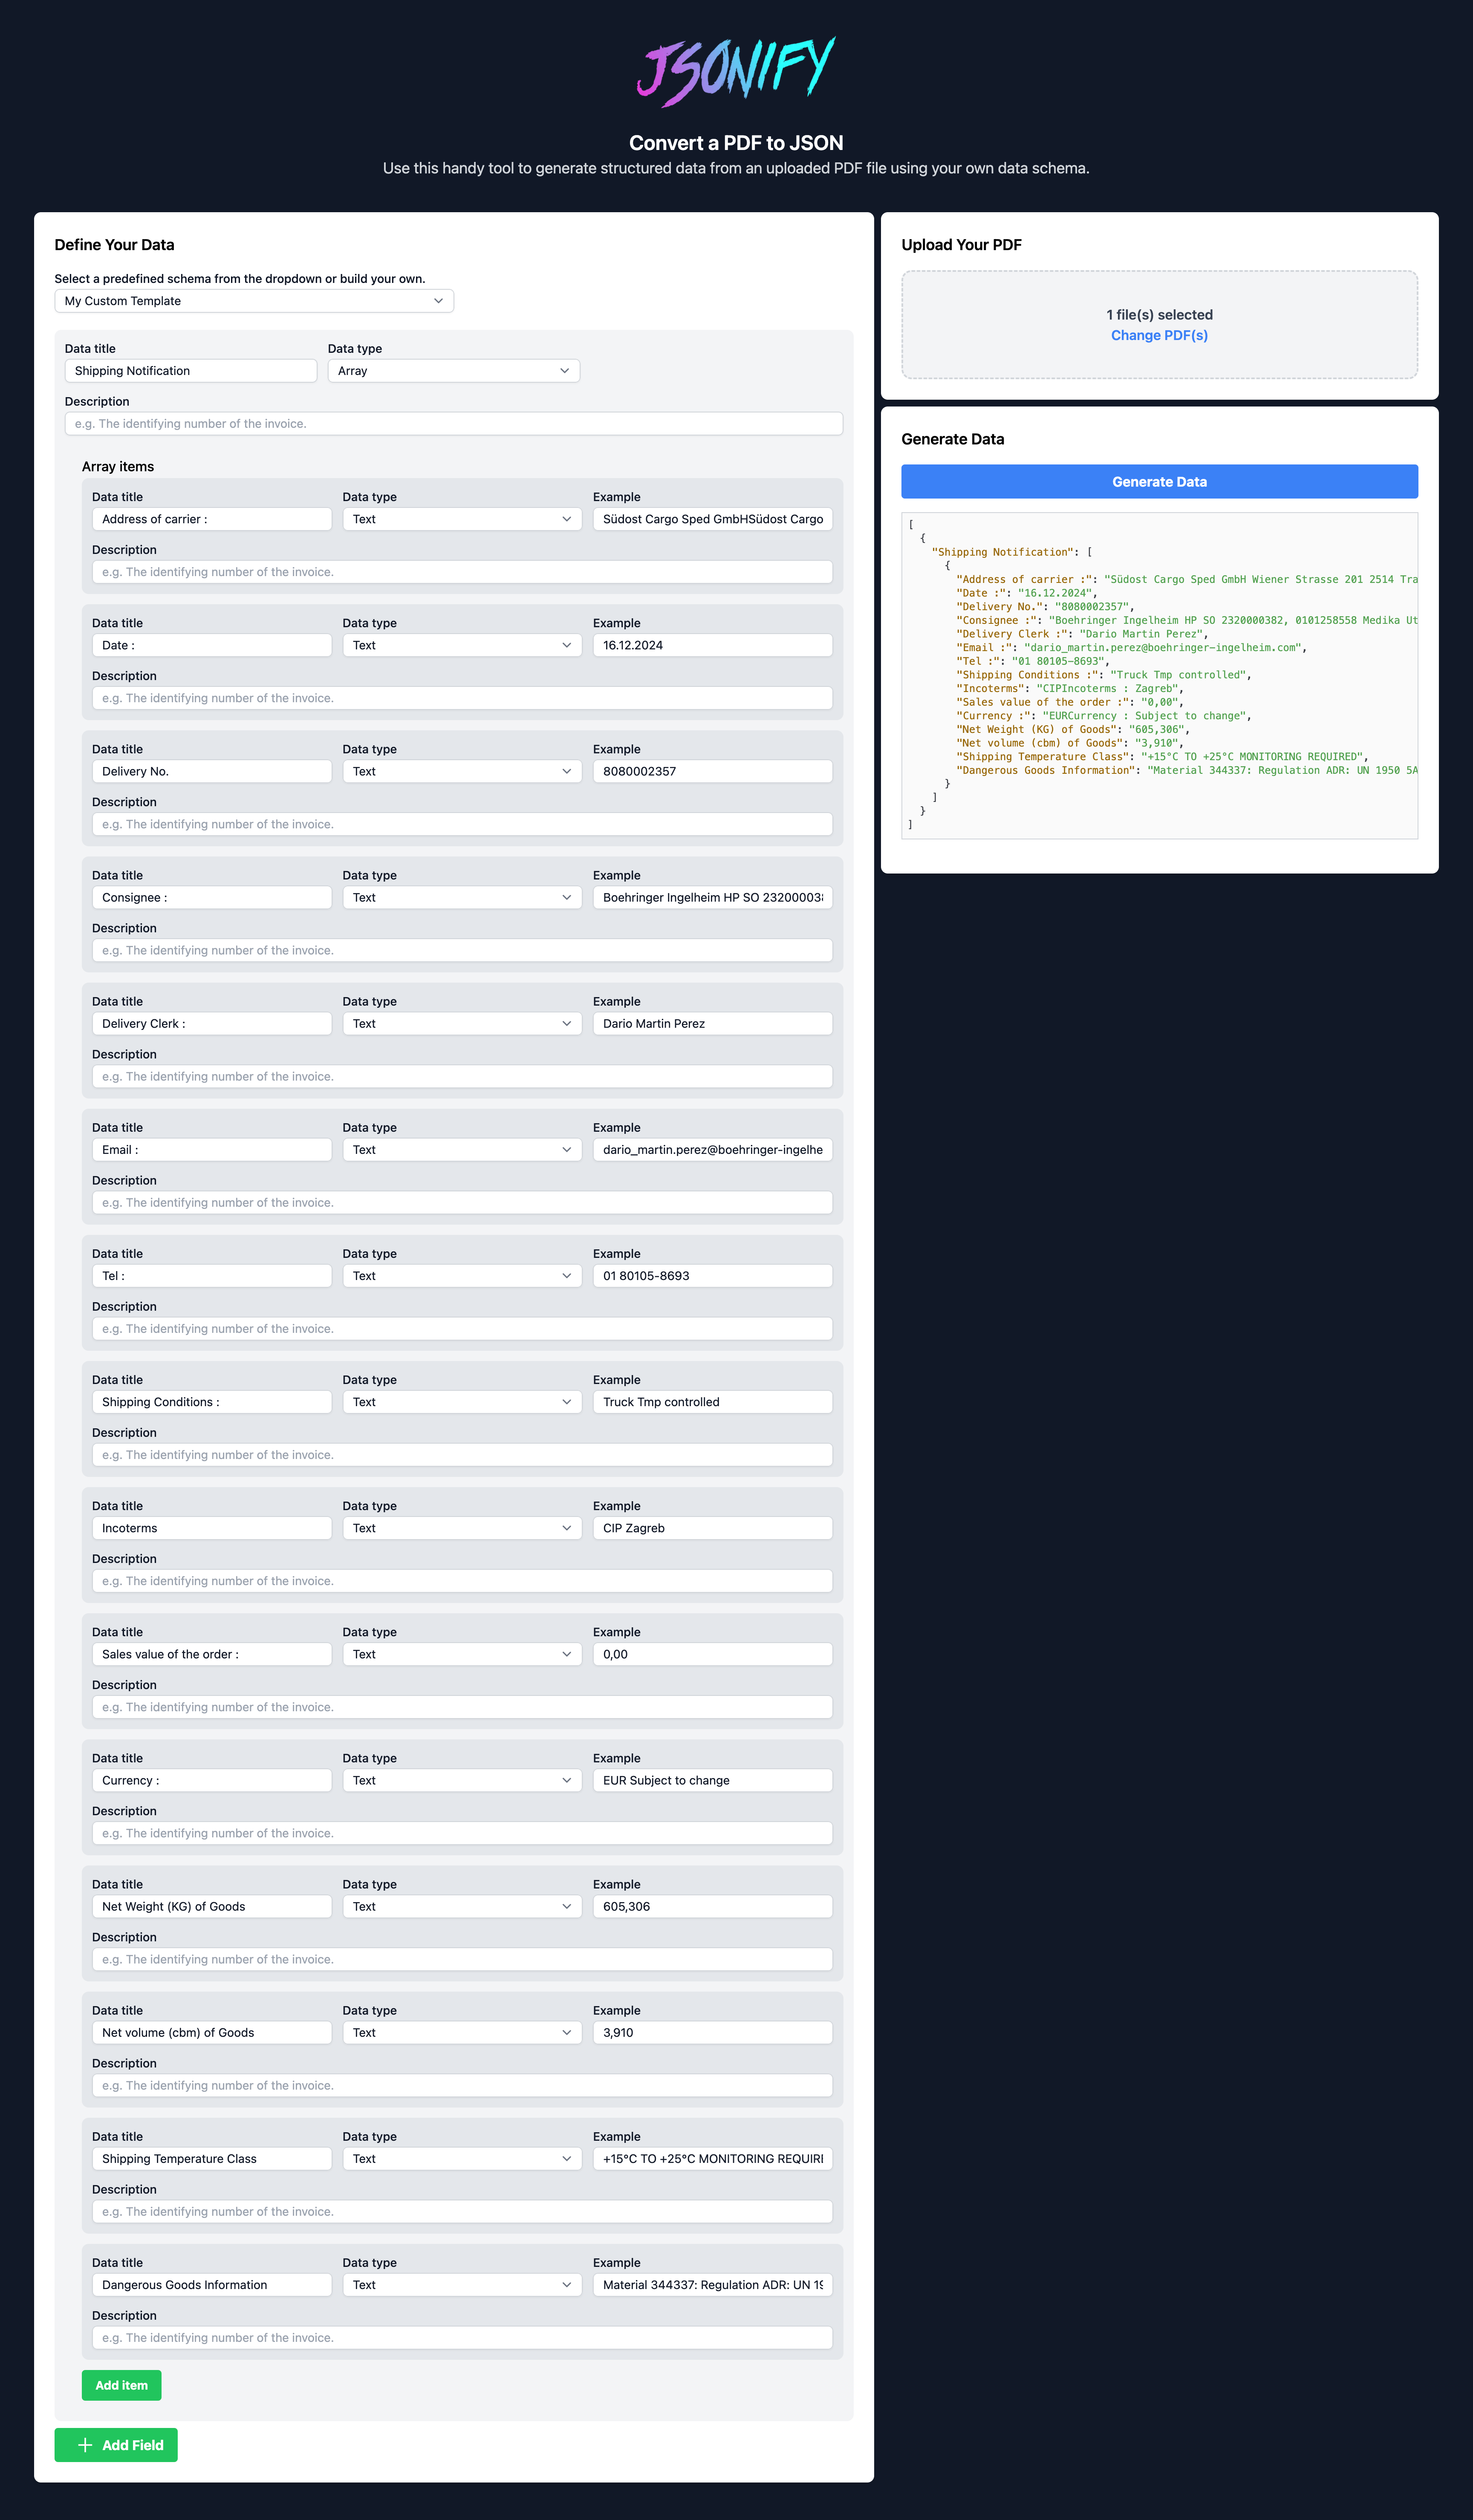 JSONIFY
Convert a PDF to JSON
Use this handy tool to generate structured data from an uploaded PDF file using your own data schema.
Define Your Data
Select a predefined schema from the dropdown or build your own.
My Custom Template
Data title Data type
Shipping Notification Array
Description
e.g. The identifying number of the invoice.
Array items
Data title Data type Example
Address of carrier : Text Südost Cargo Sped GmbHSüdost Cargo
Description
e.g. The identifying number of the invoice.
Data title Data type Example
Date : Text 16.12.2024
Description
e.g. The identifying number of the invoice.
Data title Data type Example
Delivery No. Text 8080002357
Description
e.g. The identifying number of the invoice.
Data title Data type Example
Consignee : Text Boehringer Ingelheim HP SO 232000038
Description
e.g. The identifying number of the invoice.
Data title Data type Example
Delivery Clerk : Text Dario Martin Perez
Description
e.g. The identifying number of the invoice.
Data title Data type Example
Email : Text dario_martin.perez@boehringer-ingelhe
Description
e.g. The identifying number of the invoice.
Data title Data type Example
Tel : Text 01 80105-8693
Description
e.g. The identifying number of the invoice.
Data title Data type Example
Shipping Conditions : Text Truck Tmp controlled
Description
e.g. The identifying number of the invoice.
Data title Data type Example
Incoterms Text CIP Zagreb
Description
e.g. The identifying number of the invoice.
Data title Data type Example
Sales value of the order : Text 0,00
Description
e.g. The identifying number of the invoice.
Data title Data type Example
Currency : Text EUR Subject to change
Description
e.g. The identifying number of the invoice.
Data title Data type Example
Net Weight (KG) of Goods Text 605,306
Description
e.g. The identifying number of the invoice.
Data title Data type Example
Net volume (cbm) of Goods Text 3,910
Description
e.g. The identifying number of the invoice.
Data title Data type Example
Shipping Temperature Class Text +15°C TO +25°C MONITORING REQUIRI
Description
e.g. The identifying number of the invoice.
Data title Data type Example
Dangerous Goods Information Text Material 344337: Regulation ADR: UN 19
Description
e.g. The identifying number of the invoice.
Add item
+ Add Field
Upload Your PDF
1 file(s) selected
Change PDF(s)
Generate Data
Generate Data
[
{
"Shipping Notification": [
{
"Address of carrier :": "Südost Cargo Sped GmbH Wiener Strasse 201 2514 Tra
"Date :": "16.12.2024",
"Delivery No.": "8080002357",
"Consignee :": "Boehringer Ingelheim HP SO 2320000382, 0101258558 Medika Ut
"Delivery Clerk :": "Dario Martin Perez",
"Email :": "dario_martin.perez@boehringer-ingelheim.com",
"Tel :": "01 80105-8693",
"Shipping Conditions :": "Truck Tmp controlled",
"Incoterms": "CIPIncoterms : Zagreb",
"Sales value of the order :": "0,00",
"Currency :": "EURCurrency : Subject to change",
"Net Weight (KG) of Goods": "605,306",
"Net volume (cbm) of Goods": "3,910",
"Shipping Temperature Class": "+15°C TO +25°C MONITORING REQUIRED",
"Dangerous Goods Information": "Material 344337: Regulation ADR: UN 1950 5A
}
]
}
]